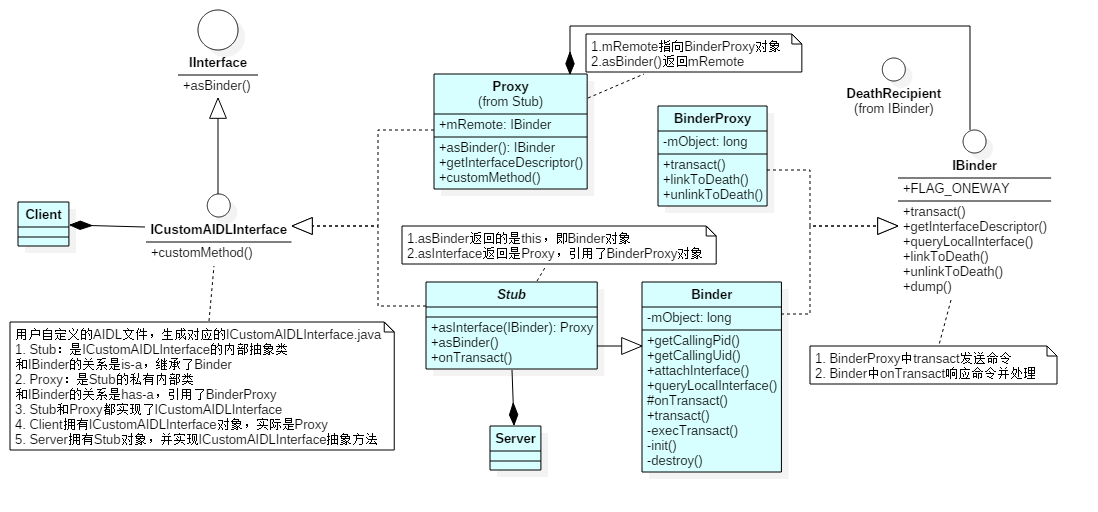 IInterface
+asBinder()
ICustomAIDLInterface
+customMethod()
Client
用户自定义的AIDL文件，生成对应的ICustomAIDLInterface.java
1. Stub：是ICustomAIDLInterface的内部抽象类
和IBinder的关系是is-a，继承了Binder
2. Proxy：是Stub的私有内部类
和IBinder的关系是has-a，引用了BinderProxy
3. Stub和Proxy都实现了ICustomAIDLInterface
4. Client拥有ICustomAIDLInterface对象，实际是Proxy
5. Server拥有Stub对象，并实现ICustomAIDLInterface抽象方法
Proxy
(from Stub)
+mRemote: IBinder
+asBinder(): IBinder
+getInterfaceDescriptor()
+customMethod()
1.mRemote指向BinderProxy对象
2.asBinder()返回mRemote
BinderProxy
-mObject: long
+transact()
+linkToDeath()
+unlinkToDeath()
1.asBinder返回的是this，即Binder对象
2.asInterface返回是Proxy，引用了BinderProxy对象
Stub
+asInterface(IBinder): Proxy
+asBinder()
+onTransact()
Server
Binder
-mObject: long
+getCallingPid()
+getCallingUid()
+attachInterface()
+queryLocalInterface()
#onTransact()
+transact()
-execTransact()
-init()
-destroy()
DeathRecipient
(from IBinder)
IBinder
+FLAG_ONEWAY
+transact()
+getInterfaceDescriptor()
+queryLocalInterface()
+linkToDeath()
+unlinkToDeath()
+dump()
1. BinderProxy中transact发送命令
2. Binder中onTransact响应命令并处理